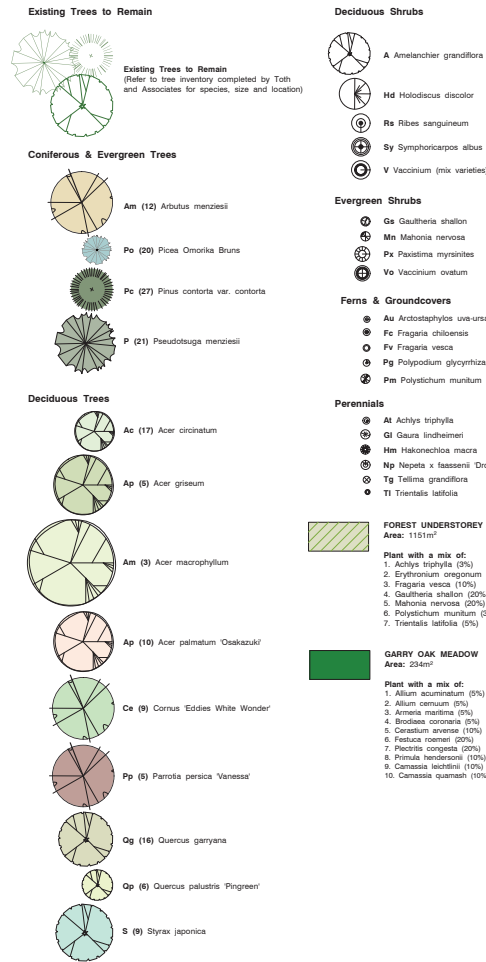 Existing Trees to Remain
Existing Trees to Remain
(Refer to tree inventory completed by Toth
and Associates for species, size and location)
Coniferous & Evergreen Trees
Am (12) Arbutus menziesii
Po (20) Picea Omorika Bruns
Pc (27) Pinus contorta var. contorta
P (21) Pseudotsuga menziesii
Deciduous Trees
Ac (17) Acer circinatum
Ap (5) Acer griseum
Am (3) Acer macrophyllum
Ap (10) Acer palmatum 'Osakazuki'
Ce (9) Cornus 'Eddies White Wonder'
Pp (5) Parrotia persica 'Vanessa'
Qg (16) Quercus garryana
Qp (6) Quercus palustris 'Pingreen'
S (9) Styrax japonica
Deciduous Shrubs
A Amelanchier grandiflora
Hd Holodiscus discolor
Rs Ribes sanguineum
Sy Symphoricarpos albus
V Vaccinium (mix varieties
Evergreen Shrubs
Gs Gaultheria shallon
Mn Mahonia nervosa
Px Paxistima myrsinites
Vo Vaccinium ovatum
Ferns & Groundcovers
Au Arctostaphylos uva-ursa
Fc Fragaria chiloensis
Fv Fragaria vesca
Pg Polypodium glycyrrhiza
Pm Polystichum munitum
Perennials
At Achlys triphylla
Gl Gaura lindheimeri
Hm Hakonechloa macra
Np Nepeta x faassenii 'Dro
Tg Tellima grandiflora
Tl Trientalis latifolia
FOREST UNDERSTOREY
Area: 1151m²
Plant with a mix of:
1. Achlys triphylla (3%)
2. Erythronium oregonum
3. Fragaria vesca (10%)
4. Gaultheria shallon (20%
5. Mahonia nervosa (20%)
6. Polystichum munitum (3
7. Trientalis latifolia (5%)
GARRY OAK MEADOW
Area: 234m²
Plant with a mix of:
1. Allium acuminatum (5%)
2. Allium cernuum (5%)
3. Armeria maritima (5%)
4. Brodiaea coronaria (5%)
5. Cerastium arvense (10%)
6. Festuca roemeri (20%)
7. Plectritis congesta (20%)
8. Primula hendersonii (10%)
9. Camassia leichtlinii (10%)
10. Camassia quamash (10%